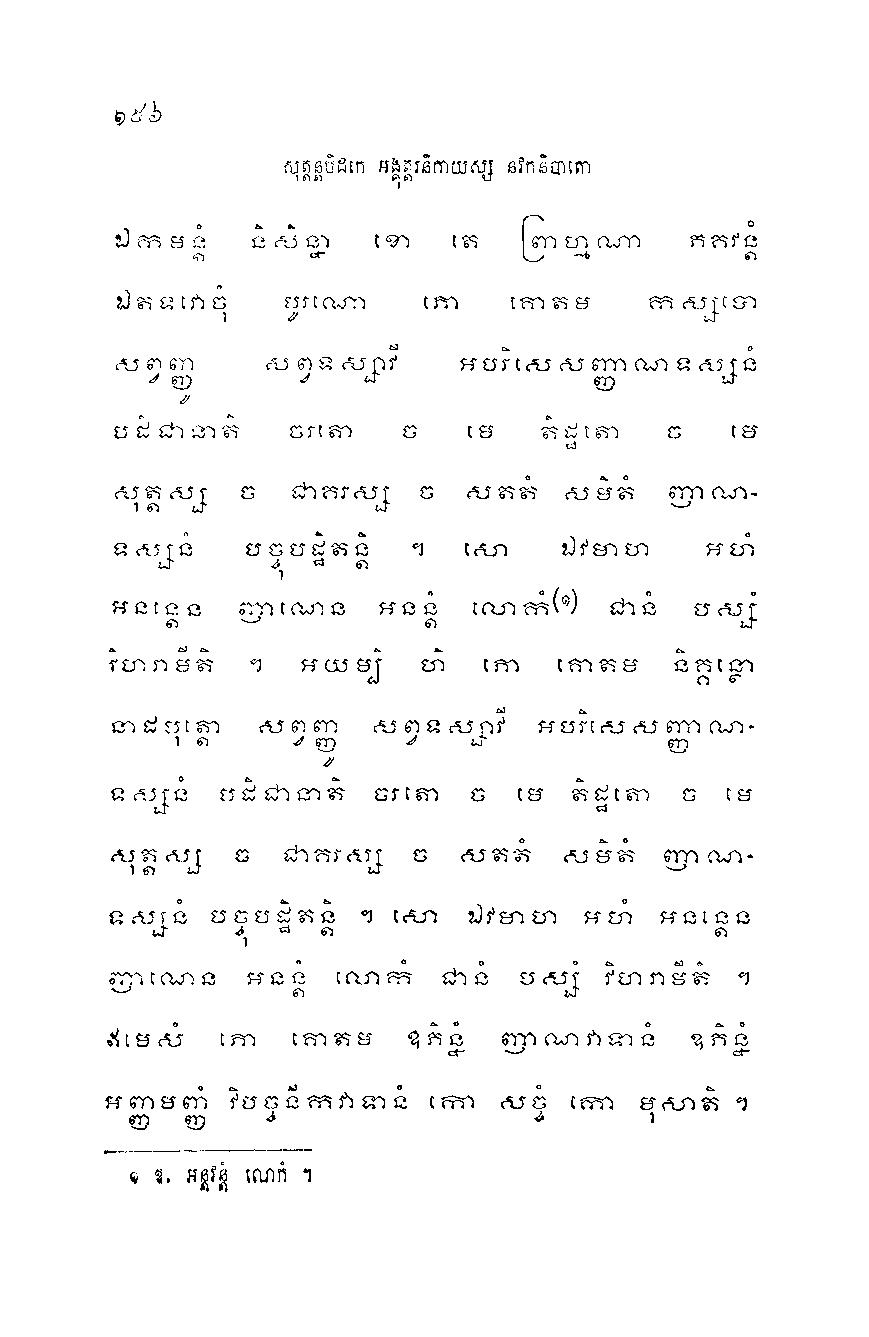 ១៥៦
សុត្តន្តបិដកេ អង្គុត្តរនិកាយស្ស នវកនិបាតោ
ឯកមន្តំ និសិន្នា ខោ តេ ព្រាហ្មណា ភគវន្តំ
ឯតទវោចុំ បូរណោ ភោ គោតម កស្សបោ
សព្វញ្ញូ សព្វទស្សាវី អបរិសេសញ្ញាណទស្សនំ
បដិជានាតិ ចរតោ ច មេ តិដ្ឋតោ ច មេ
សុត្តស្ស ច ជាគរស្ស ច សតតំ សមិតំ ញាណ-
ទស្សនំ បច្ចុបដ្ឋិតន្តិ ។ សោ ឯវមាហ អហំ
អនន្តេន ញាណេន អនន្តំ លោកំ(១) ជានំ បស្សំ
វិហរាមីតិ ។ អយម្បិ ហិ ភោ គោតម និគ្គន្ថោ
នាដបុត្តោ សព្វញ្ញូ សព្វទស្សាវី អបរិសេសញ្ញាណ-
ទស្សនំ បដិជានាតិ ចរតោ ច មេ តិដ្ឋតោ ច មេ
សុត្តស្ស ច ជាគរស្ស ច សតតំ សមិតំ ញាណ-
ទស្សនំ បច្ចុបដ្ឋិតន្តិ ។ សោ ឯវមាហ អហំ អនន្តេន
ញាណេន អនន្តំ លោកំ ជានំ បស្សំ វិហរាមីតិ ។
ឥមេសំ ភោ គោតម ឧភិន្នំ ញាណវាទានំ ឧភិន្នំ
អញ្ញមញ្ញំ វិបច្ចនីកវាទានំ កោ សច្ចំ កោ មុសាតិ ។
១ ឱ. អន្តវន្តំ លោកំ ។